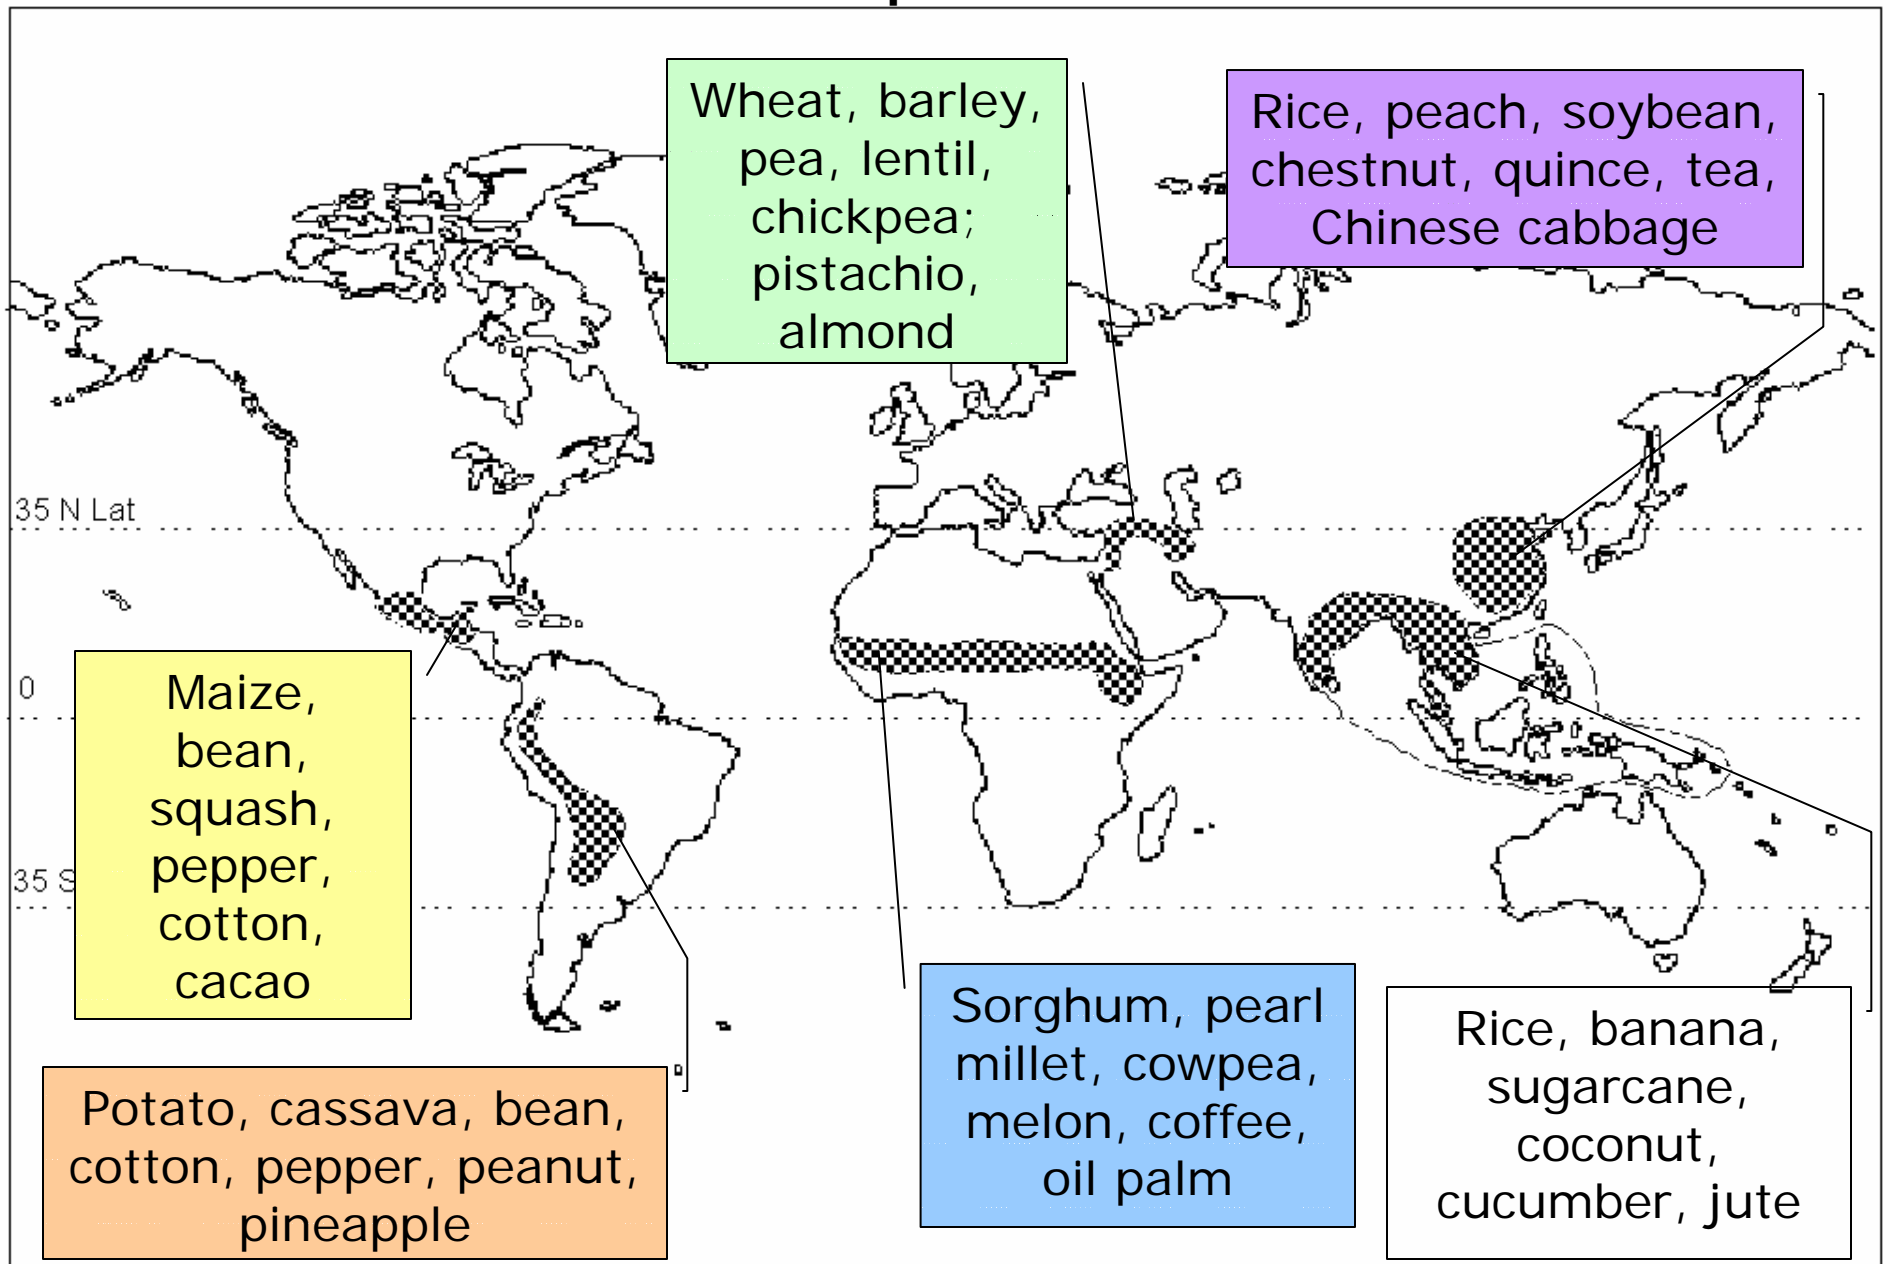 Wheat, barley,
pea, lentil,
chickpea;
pistachio,
almond
Rice, peach, soybean,
chestnut, quince, tea,
Chinese cabbage
35 N Lat
0
35 S
Maize,
bean,
squash,
pepper,
cotton,
cacao
Potato, cassava, bean,
cotton, pepper, peanut,
pineapple
Sorghum, pearl
millet, cowpea,
melon, coffee,
oil palm
Rice, banana,
sugarcane,
coconut,
cucumber, jute